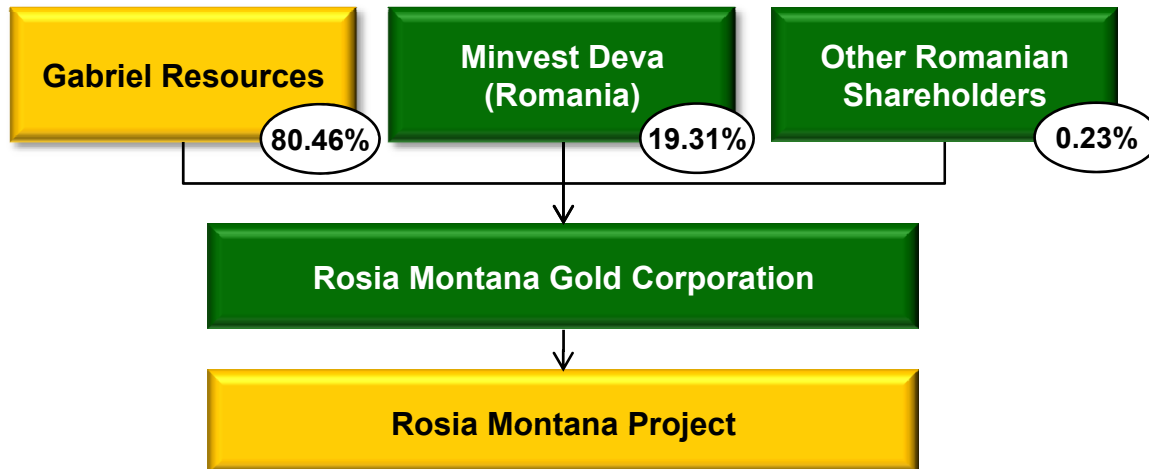 Gabriel Resources
80.46%
Minvest Deva
(Romania)
19.31%
Other Romanian
Shareholders
0.23%
Rosia Montana Gold Corporation
Rosia Montana Project